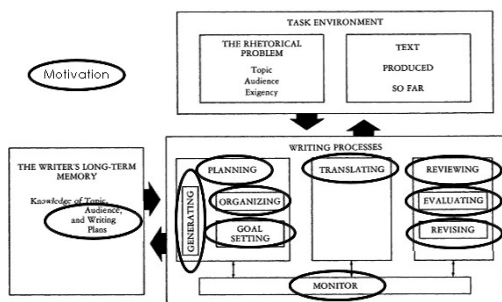 TASK ENVIRONMENT
THE RHETORICAL
PROBLEM
Topic
Audience
Exigency
TEXT
PRODUCED
SO FAR
Motivation
WRITING PROCESSES
THE WRITER'S LONG-TERM
MEMORY
Knowledge of Topic,
Audience,
and Writing
Plans
PLANNING
GENERATING
ORGANIZING
GOAL
SETTING
TRANSLATING
REVIEWING
EVALUATING
REVISING
MONITOR